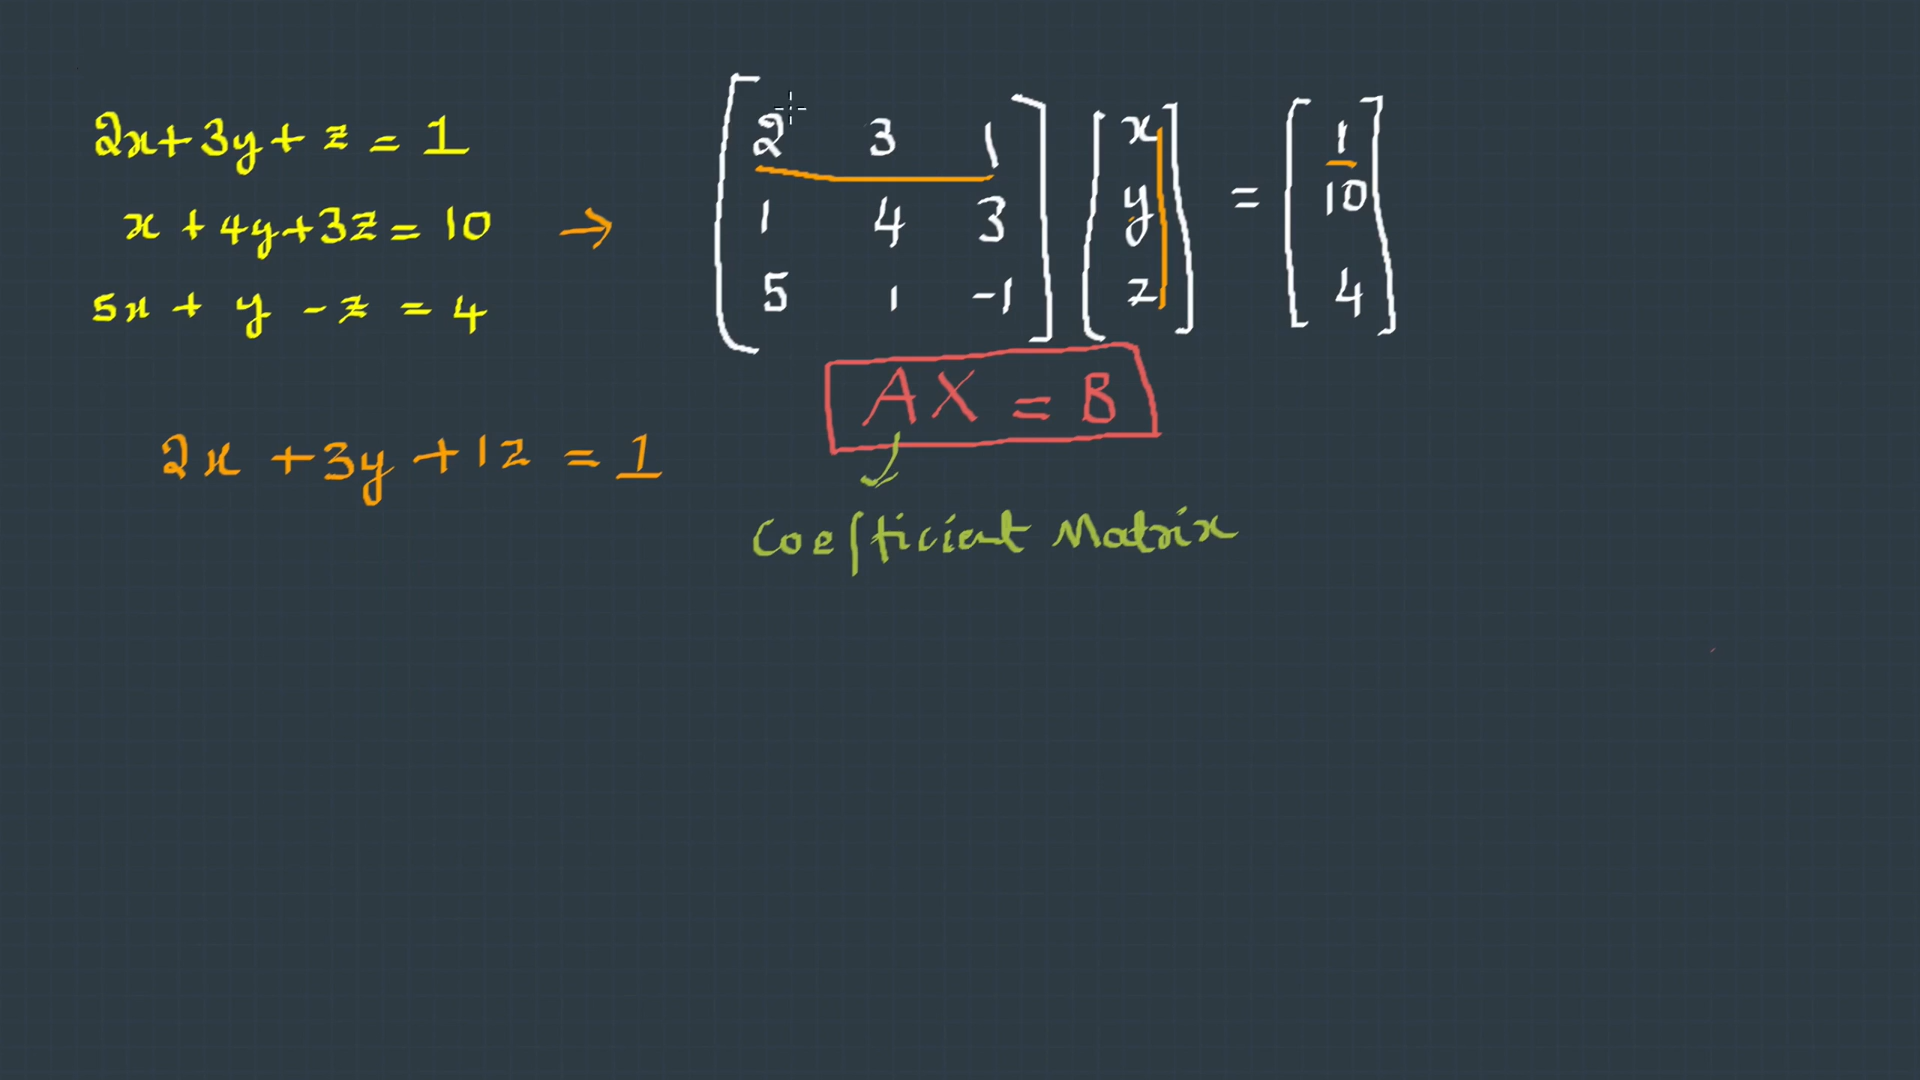 2x+3y+z=1
x+4y+3z=10 →
5x+y-z=4
2 3 1 x 1
1 4 3 y = 10
5 1 -1 z 4
AX=B
2x+3y+1z=1
Coefficient Matrix